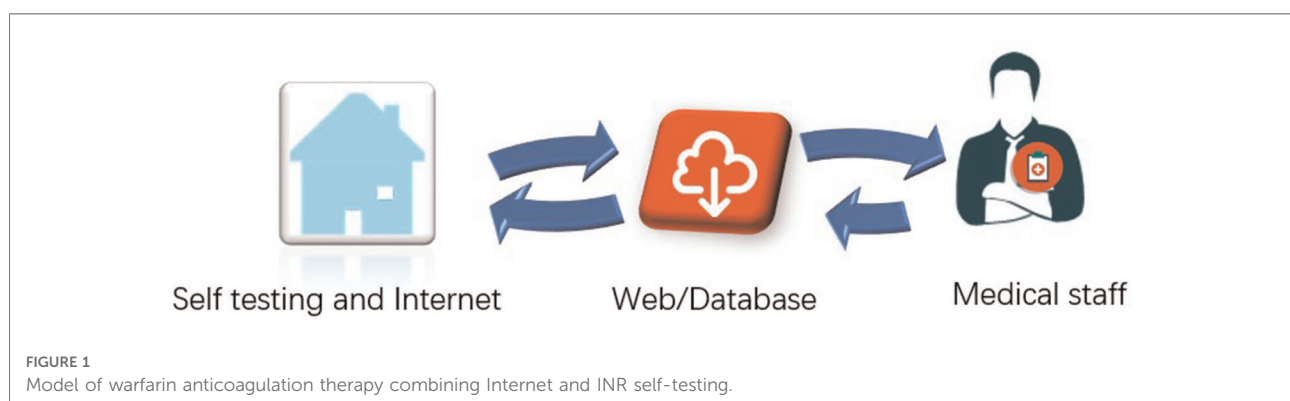 Self testing and Internet
Web/Database
Medical staff
FIGURE 1
Model of warfarin anticoagulation therapy combining Internet and INR self-testing.